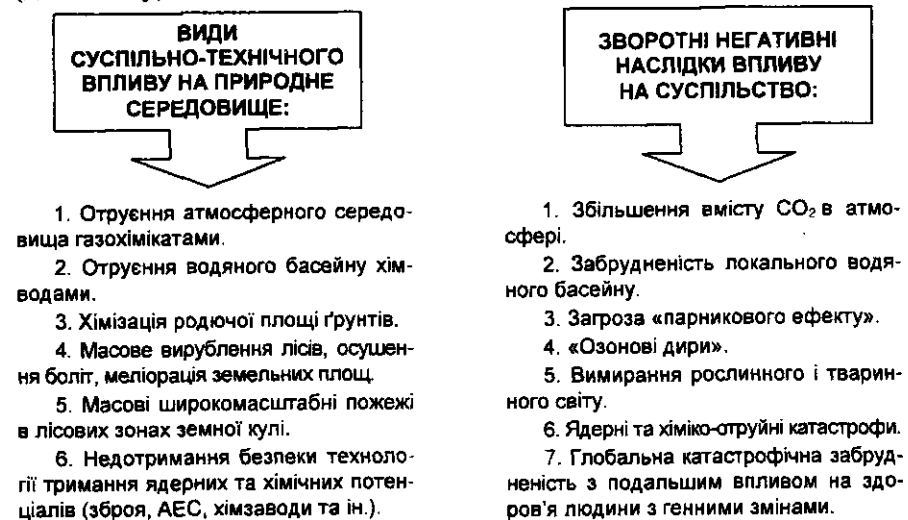 ВИДИ
СУСПІЛЬНО-ТЕХНІЧНОГО
ВПЛИВУ НА ПРИРОДНЕ
СЕРЕДОВИЩЕ:
1. Отруєння атмосферного середо-
вища газохімікатами.
2. Отруєння водяного басейну хім-
водами.
3. Хімізація родючої площі ґрунтів.
4. Масове вирублення лісів, осушен-
ня боліт, меліорація земельних площ.
5. Масові широкомасштабні пожежі
в лісових зонах земної кулі.
6. Недотримання безпеки техноло-
гії тримання ядерних та хімічних потен-
ціалів (зброя, АЕС, хімзаводи та ін.).
ЗВОРОТНІ НЕГАТИВНІ
НАСЛІДКИ ВПЛИВУ
НА СУСПІЛЬСТВО:
1. Збільшення вмісту CO₂ в атмо-
сфері.
2. Забрудненість локального водя-
ного басейну.
3. Загроза «парникового ефекту».
4. «Озонові дири».
5. Вимирання рослинного і тварин-
ного світу.
6. Ядерні та хіміко-отруйні катастрофи.
7. Глобальна катастрофічна забруд-
неність з подальшим впливом на здо-
ров'я людини з генними змінами.